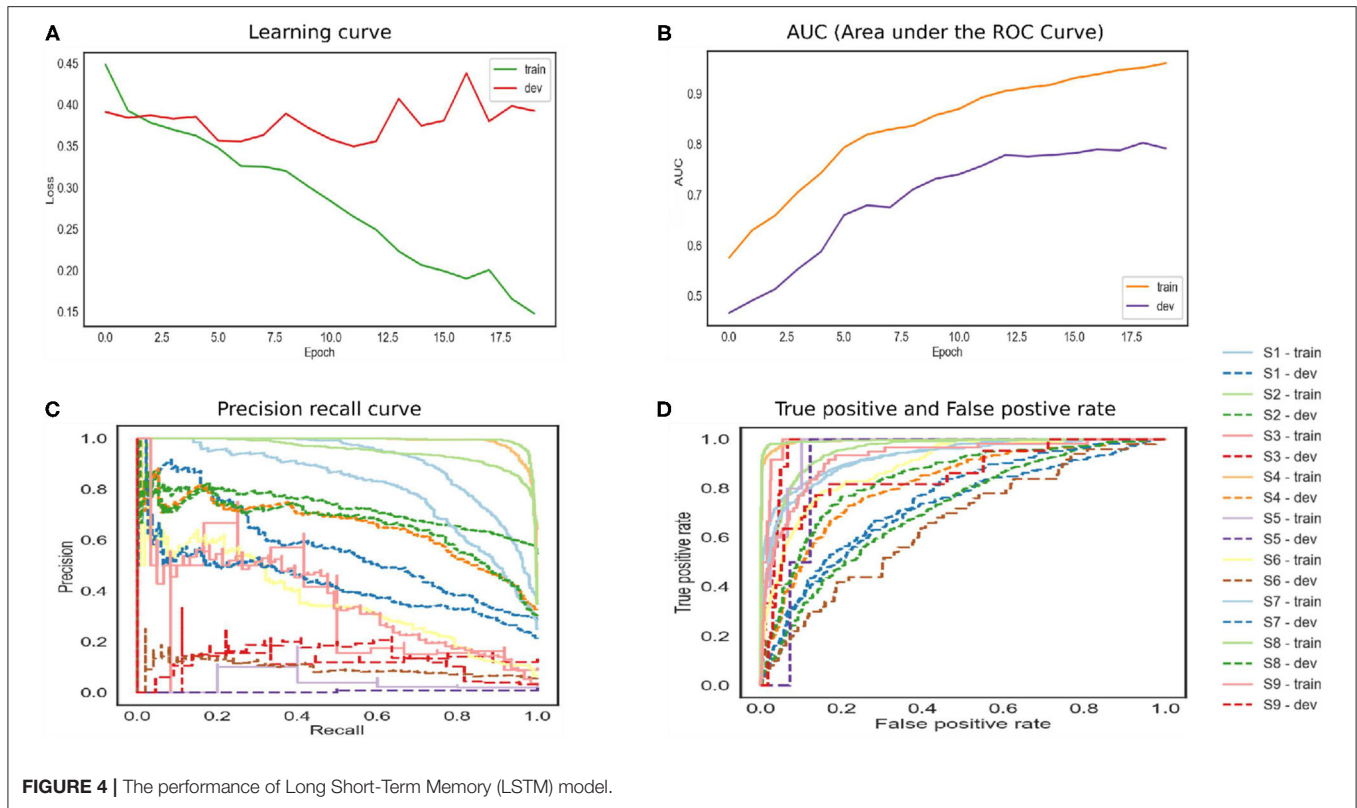 A
Learning curve
0.45
0.40
0.35
0.30
0.25
0.20
0.15
Loss
train
dev
0.0 2.5 5.0 7.5 10.0 12.5 15.0 17.5
Epoch
B
AUC (Area under the ROC Curve)
0.9
0.8
0.7
0.6
0.5
AUC
train
dev
0.0 2.5 5.0 7.5 10.0 12.5 15.0 17.5
Epoch
C
Precision recall curve
1.0
0.8
0.6
0.4
0.2
0.0
Precision
0.0 0.2 0.4 0.6 0.8 1.0
Recall
D
True positive and False postive rate
1.0
0.8
0.6
0.4
0.2
0.0
True positive rate
0.0 0.2 0.4 0.6 0.8 1.0
False positive rate
S1 - train
S1 - dev
S2 - train
S2 - dev
S3 - train
S3 - dev
S4 - train
S4 - dev
S5 - train
S5 - dev
S6 - train
S6 - dev
S7 - train
S7 - dev
S8 - train
S8 - dev
S9 - train
S9 - dev
FIGURE 4 | The performance of Long Short-Term Memory (LSTM) model.